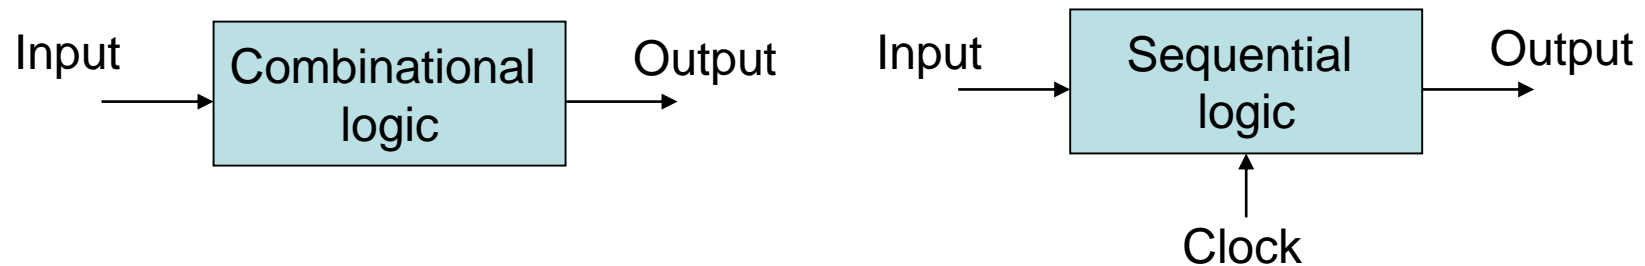 Input
Combinational
logic
Output
Input
Sequential
logic
Output
Clock